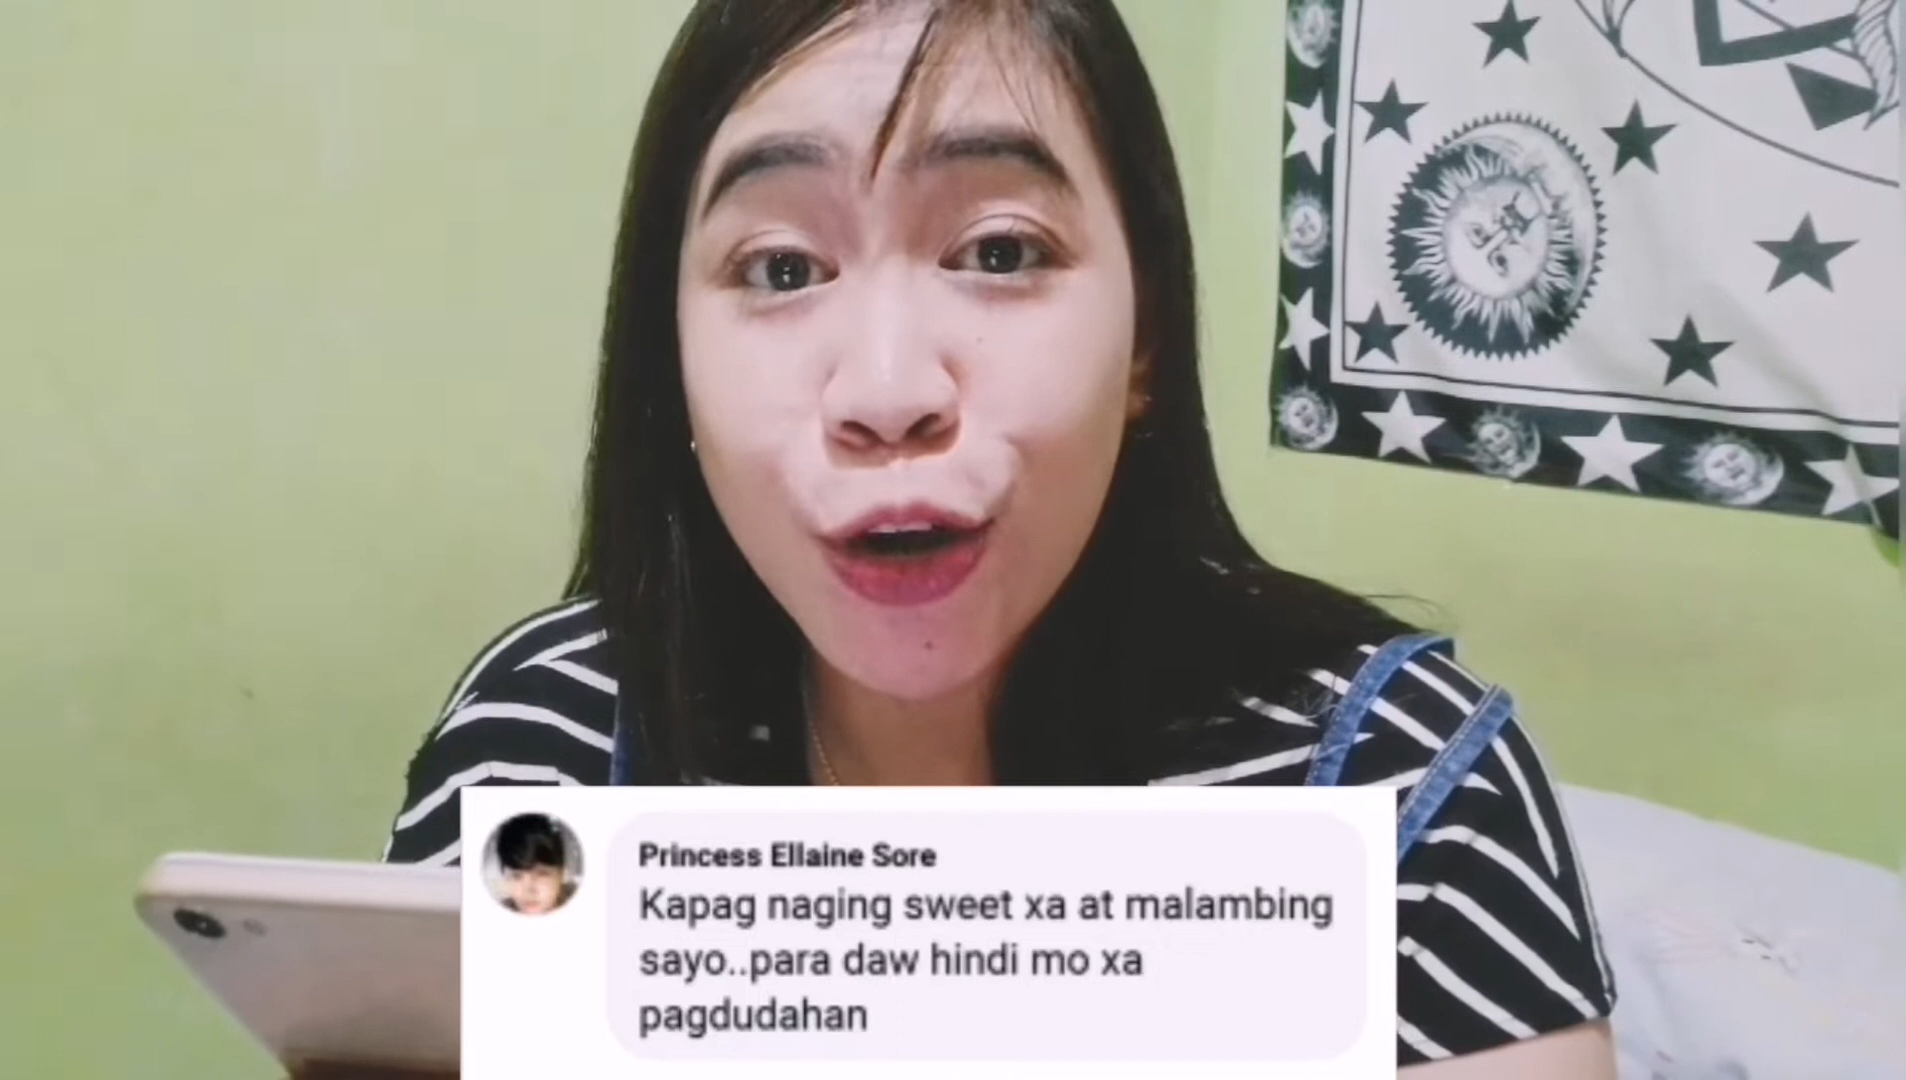 Princess Ellaine Sore
Kapag naging sweet xa at malambing
sayo..para daw hindi mo xa
pagdudahan